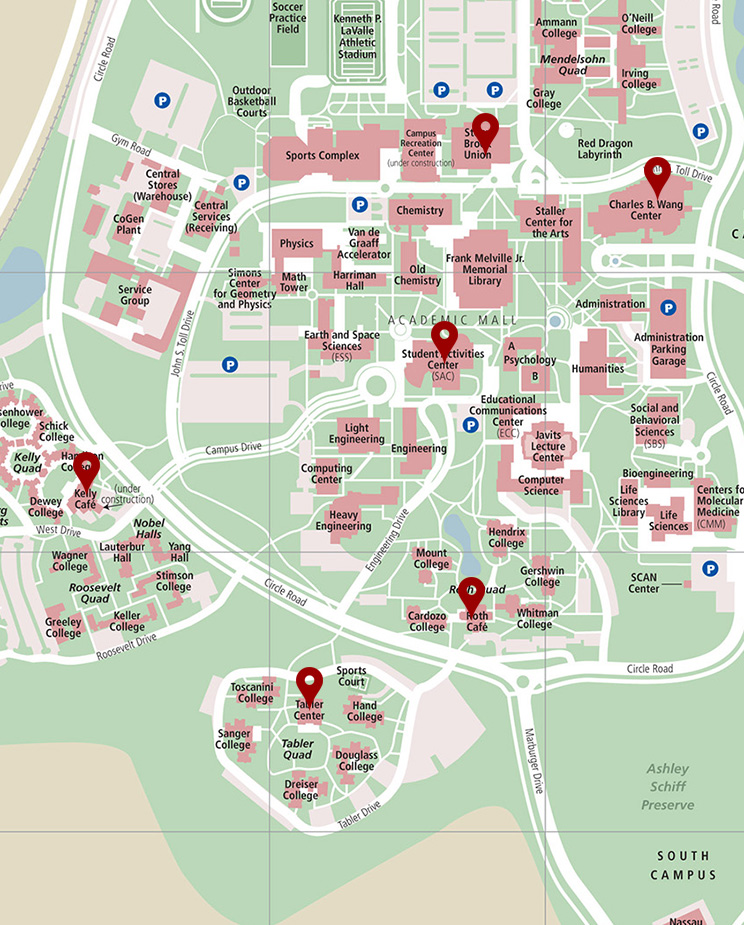 Soccer
Practice
Field
Kenneth P.
LaValle
Athletic
Stadium
Ammann
College
O'Neill
College
Road
Circle Road
Mendelsohn
Quad
Irving
College
Gray
College
P
P
P
Outdoor
Basketball
Courts
P
Gym Road
Sports Complex
Campus
Recreation
Center
(under construction)
Union
Red Dragon
Labyrinth
Toll Drive
Central
Stores
(Warehouse)
P
P
CoGen
Plant
Central
Services
(Receiving)
Chemistry
Staller
Center for
the Arts
Charles B. Wang
Center
Physics
Van de
Graaff
Accelerator
Simons
Center
for Geometry
and Physics
Math
Tower
Harriman
Hall
Old
Chemistry
Frank Melville Jr.
Memorial
Library
Service
Group
Administration
P
ACADEMIC MALL
John S. Toll Drive
Earth and Space
Sciences
(ESS)
Student Activities
Center
(SAC)
A
Psychology
B
Humanities
Administration
Parking
Garage
P
Circle Road
Educational
Communications
Center
(ECC)
P
Social and
Behavioral
Sciences
(SBS)
Schick
College
Kelly
Quad
Light
Engineering
Engineering
Javits
Lecture
Center
Campus Drive
Computing
Center
Computer
Science
Bioengineering
Kelly
Café
(under
construction)
Dewey
College
West Drive
Heavy
Engineering
Life
Sciences
Library
Life
Sciences
Centers for
Molecular
Medicine
(CMM)
Nobel
Halls
Engineering Drive
Wagner
College
Lauterbur
Hall
Yang
Hall
Hendrix
College
Mount
College
Gershwin
College
P
SCAN
Center
Roosevelt
Quad
Stimson
College
Circle Road
Greeley
College
Keller
College
Cardozo
College
Roth
Café
Whitman
College
Roosevelt Drive
Circle Road
Sports
Court
Toscanini
College
Tabler
Center
Hand
College
Sanger
College
Tabler
Quad
Douglass
College
Dreiser
College
Tabler Drive
Marburger Drive
Ashley
Schiff
Preserve
SOUTH
CAMPUS
Nassau